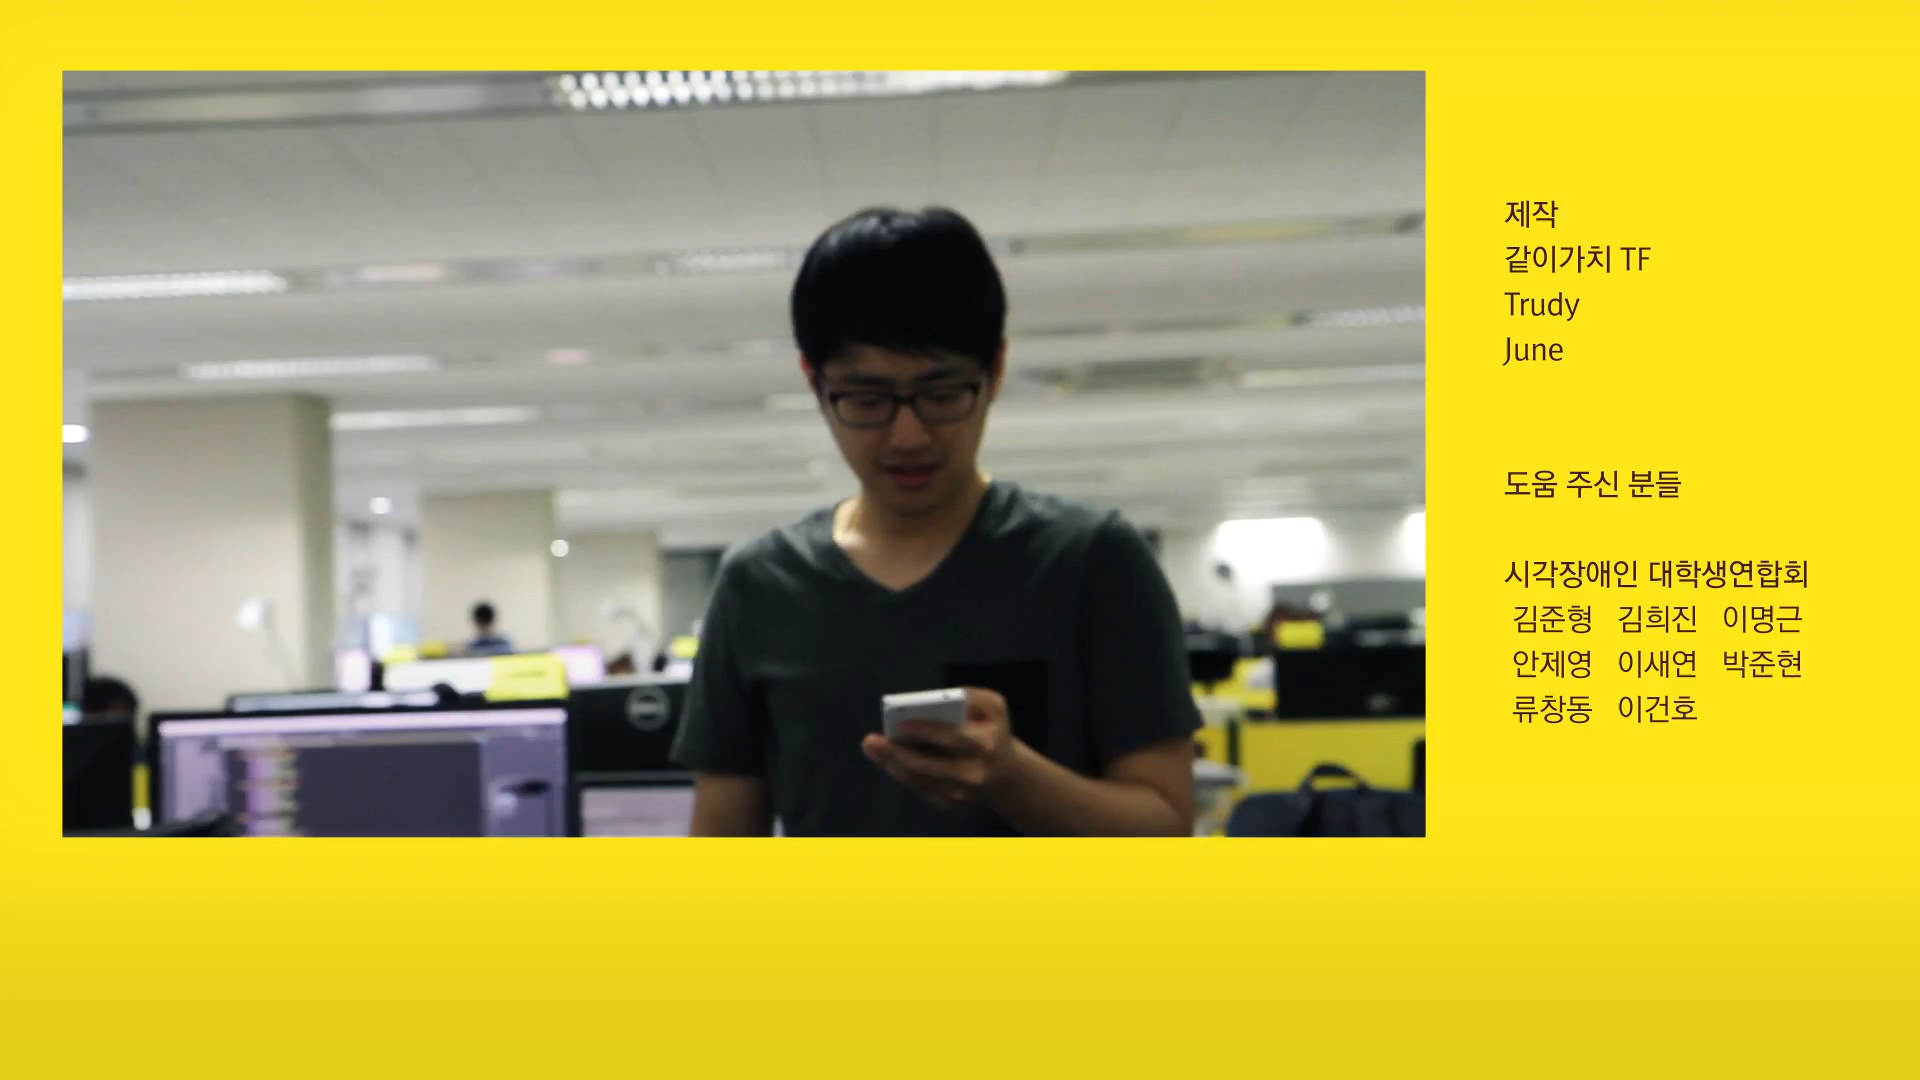 제작
같이가치 TF
Trudy
June
도움 주신 분들
시각장애인 대학생연합회
김준형 김희진 이명근
안제영 이새연 박준현
류창동 이건호